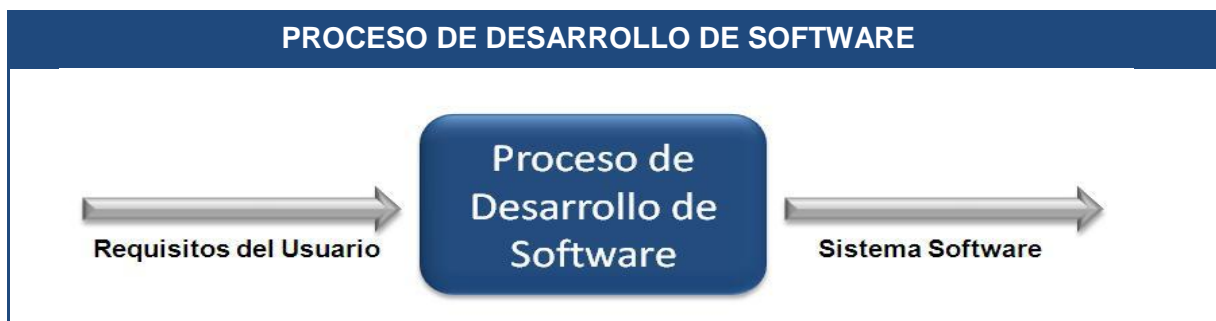 PROCESO DE DESARROLLO DE SOFTWARE
Proceso de
Desarrollo de
Software
Requisitos del Usuario
Sistema Software